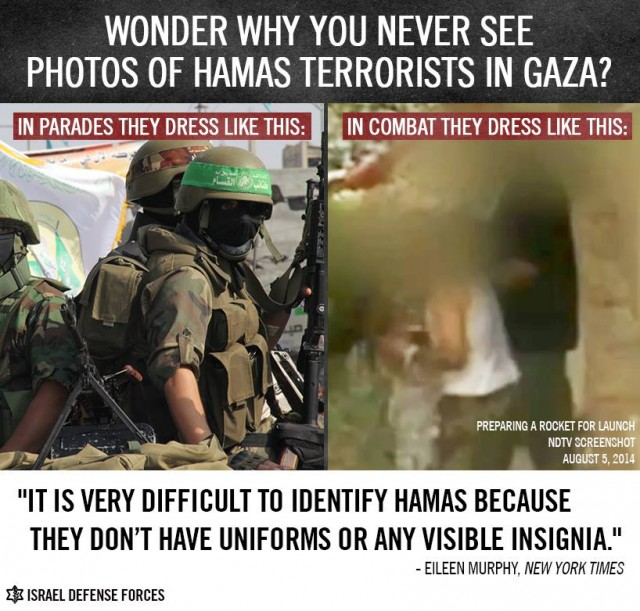 WONDER WHY YOU NEVER SEE
PHOTOS OF HAMAS TERRORISTS IN GAZA?
IN PARADES THEY DRESS LIKE THIS:
IN COMBAT THEY DRESS LIKE THIS:
كتائب القسام
PREPARING A ROCKET FOR LAUNCH
NDTV SCREENSHOT
AUGUST 5, 2014
"IT IS VERY DIFFICULT TO IDENTIFY HAMAS BECAUSE
THEY DON'T HAVE UNIFORMS OR ANY VISIBLE INSIGNIA."
- EILEEN MURPHY, NEW YORK TIMES
ISRAEL DEFENSE FORCES